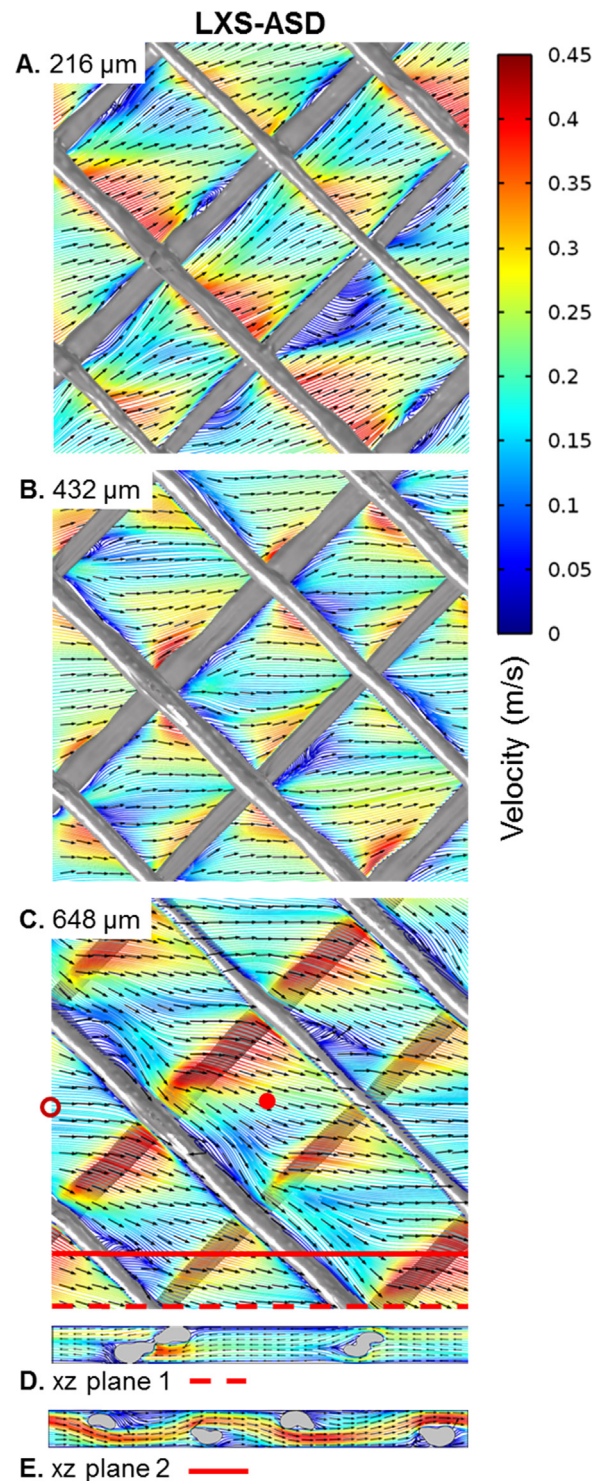 LXS-ASD
A. 216 µm
0.45
0.4
0.35
0.3
0.25
0.2
0.15
0.1
0.05
0
Velocity (m/s)
B. 432 µm
C. 648 µm
D. xz plane 1
E. xz plane 2